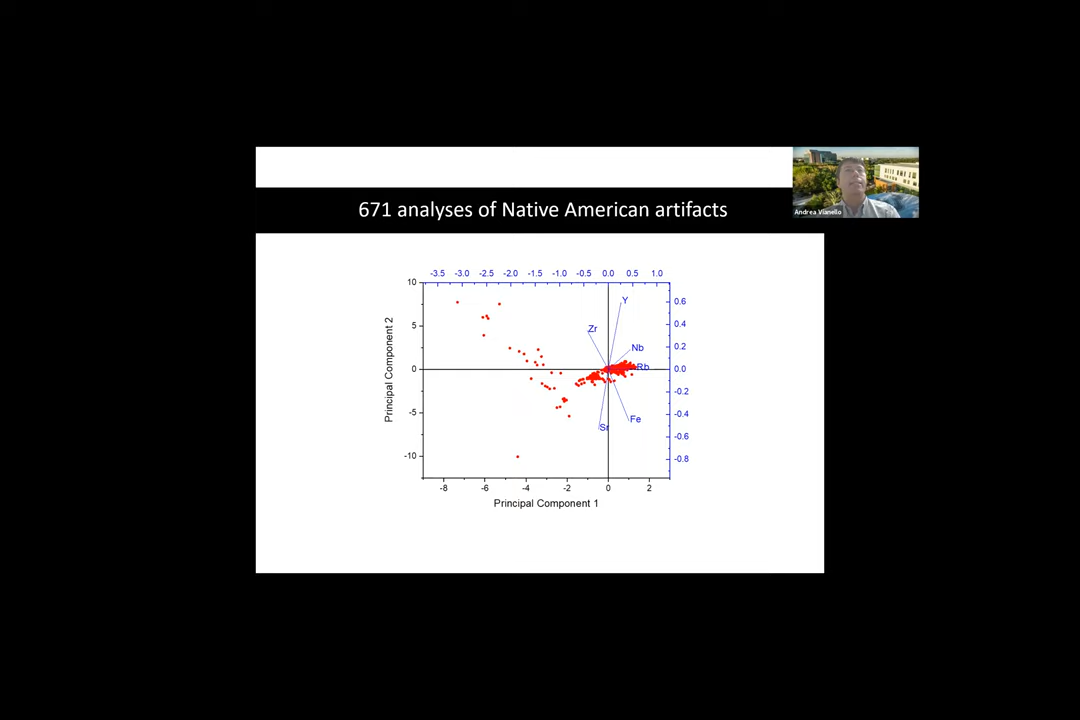 Andrea Vianello
671 analyses of Native American artifacts
-3.5 -3.0 -2.5 -2.0 -1.5 -1.0 -0.5 0.0 0.5 1.0
10
5
0
-5
-10
Principal Component 2
Y
Zr
Nb
Rb
Fe
Sr
0.6
0.4
0.2
0.0
-0.2
-0.4
-0.6
-0.8
-8 -6 -4 -2 0 2
Principal Component 1